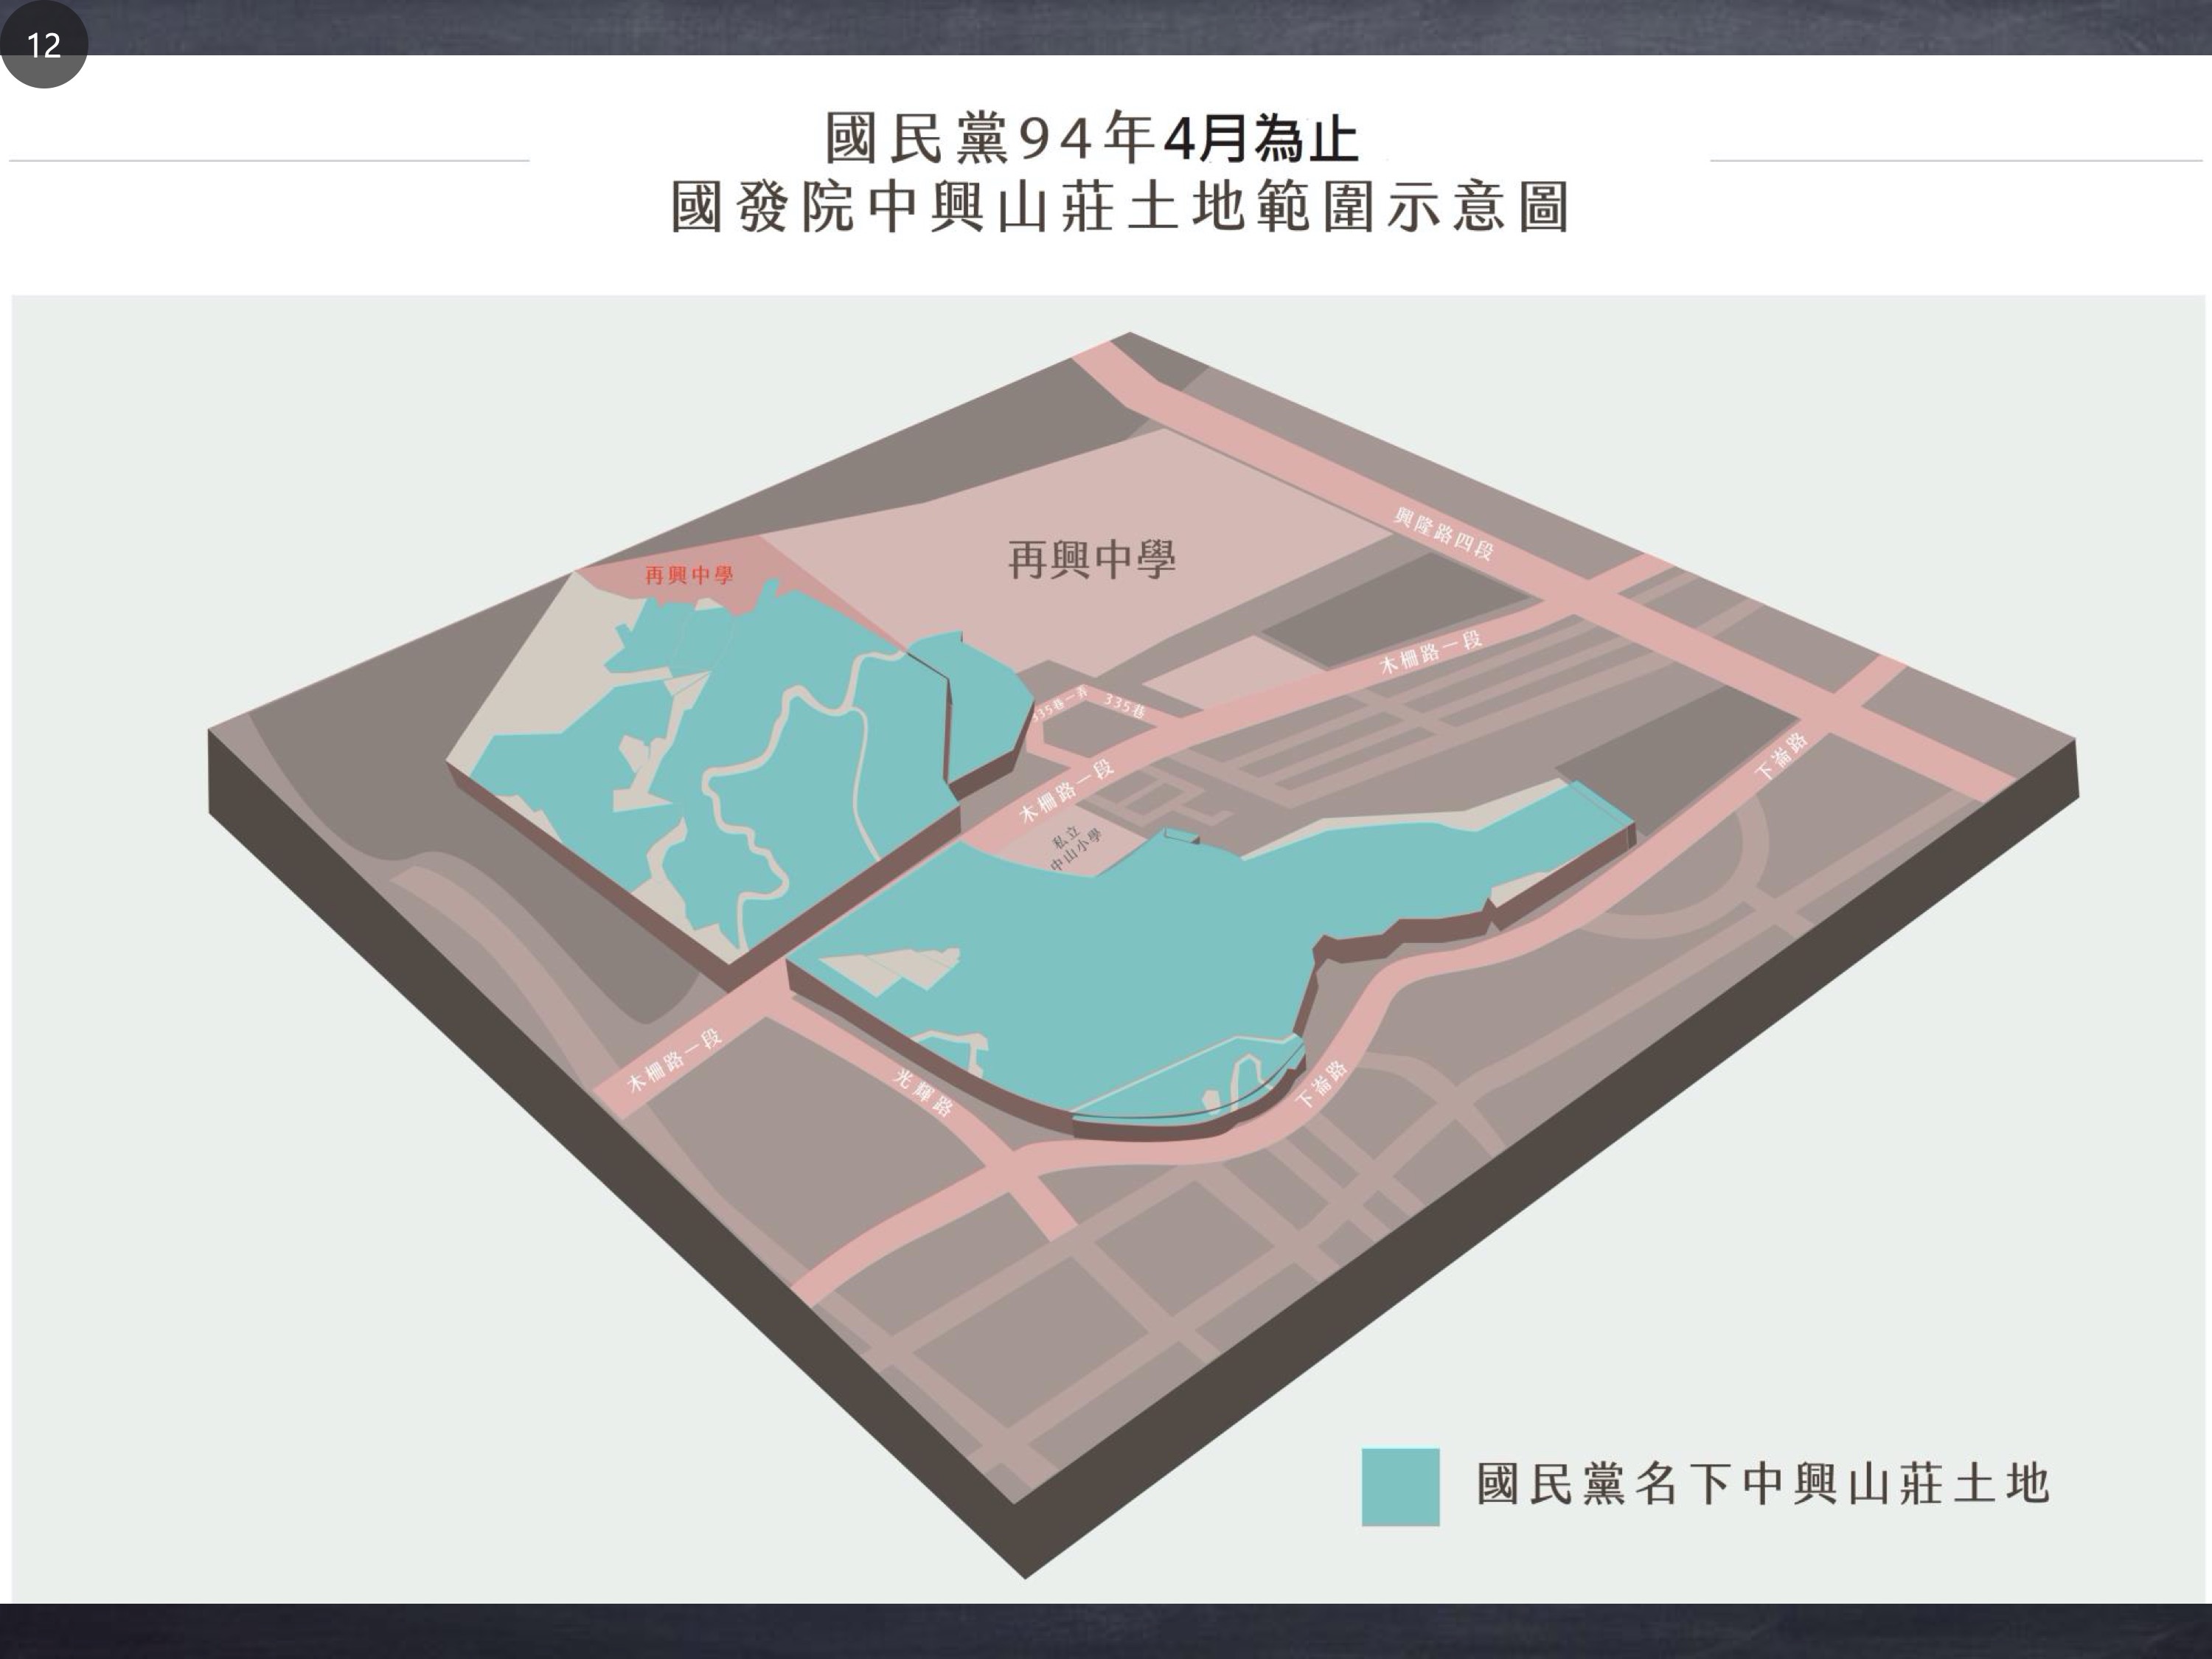 12
國民黨94年4月為止
國發院中興山莊土地範圍示意圖
興隆路四段
再興中學
再興中學
木柵路一段
335巷一弄
335巷
下崙路
木柵路一段
私立
中山小學
木柵路一段
光輝路
下崙路
國民黨名下中興山莊土地